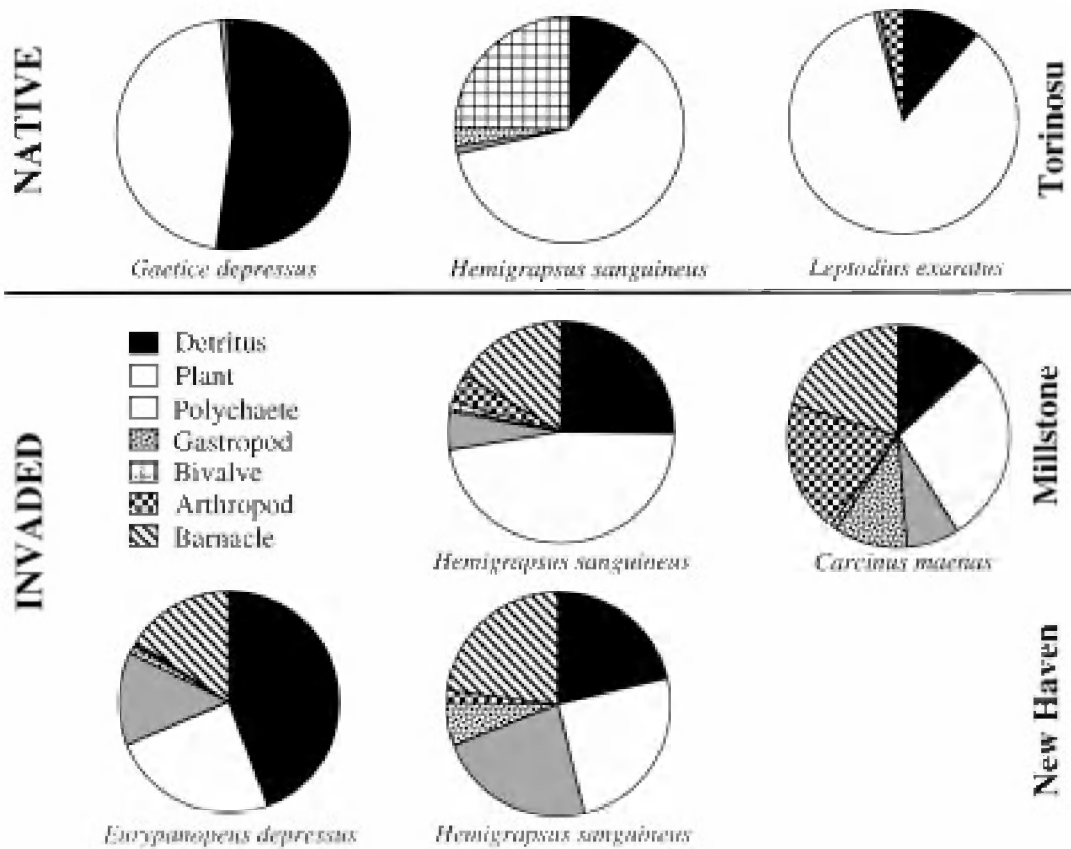 NATIVE
Gaetice depressus
Hemigrapsus sanguineus
Leptodius exaratus
Torinosu
INVADED
Detritus
Plant
Polychaete
Gastropod
Bivalve
Arthropod
Barnacle
Hemigrapsus sanguineus
Carcinus maenas
Millstone
Eurypanopeus depressus
Hemigrapsus sanguineus
New Haven